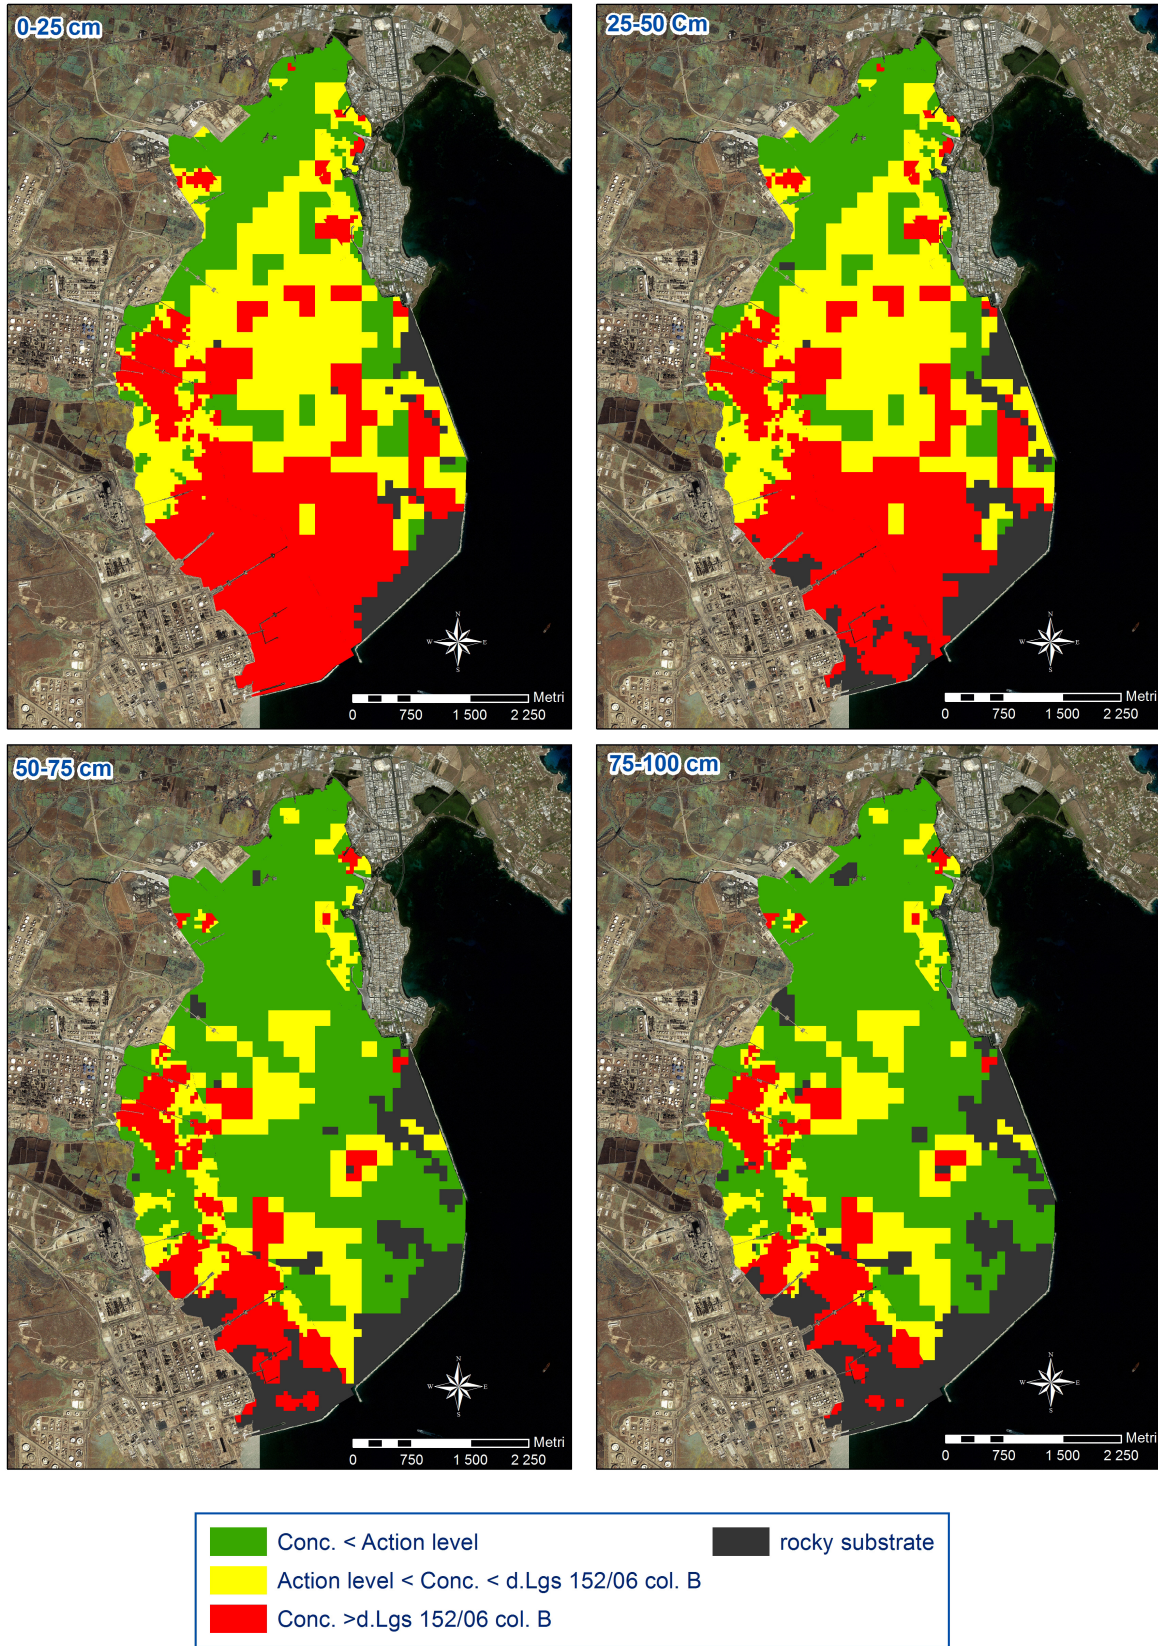 0-25 cm
N
W E
S
Metri
0 750 1 500 2 250
25-50 Cm
N
W E
S
Metri
0 750 1 500 2 250
50-75 cm
N
W E
S
Metri
0 750 1 500 2 250
75-100 cm
N
W E
S
Metri
0 750 1 500 2 250
Conc. < Action level
rocky substrate
Action level < Conc. < d.Lgs 152/06 col. B
Conc. >d.Lgs 152/06 col. B